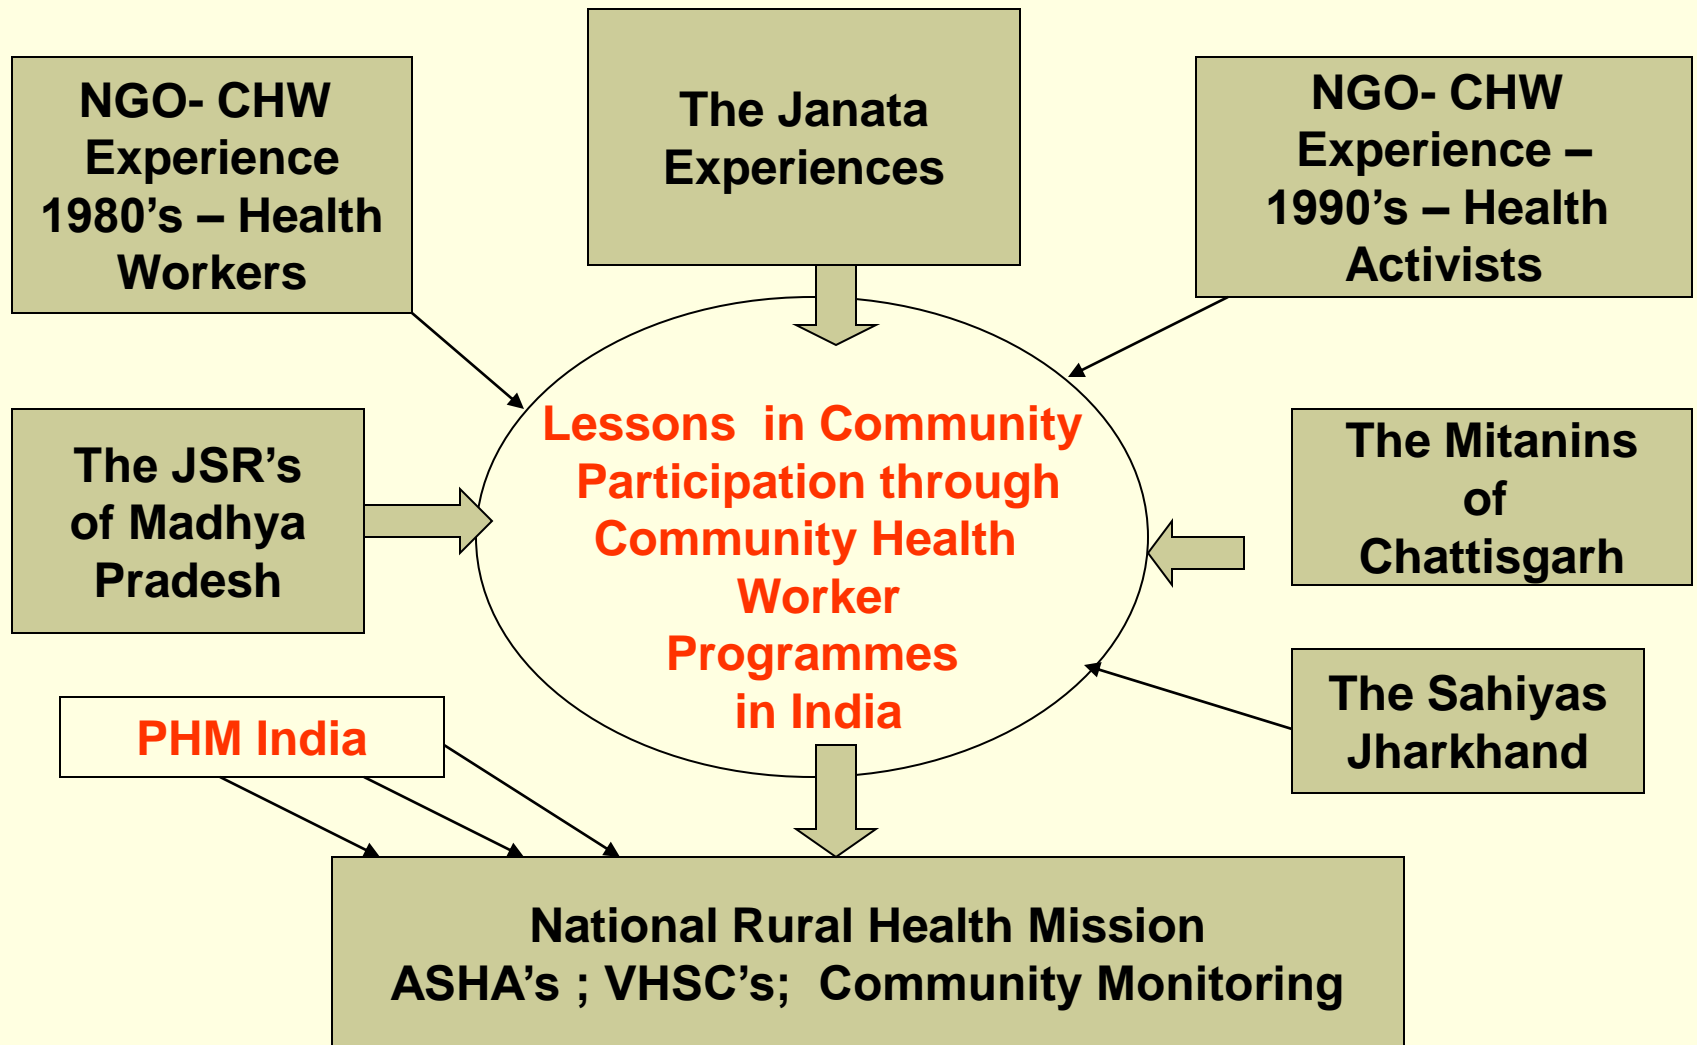 NGO- CHW
Experience
1980’s – Health
Workers
The Janata
Experiences
NGO- CHW
Experience –
1990’s – Health
Activists
The JSR’s
of Madhya
Pradesh
Lessons in Community
Participation through
Community Health
Worker
Programmes
in India
The Mitanins
of
Chattisgarh
The Sahiyas
Jharkhand
PHM India
National Rural Health Mission
ASHA’s ; VHSC’s; Community Monitoring